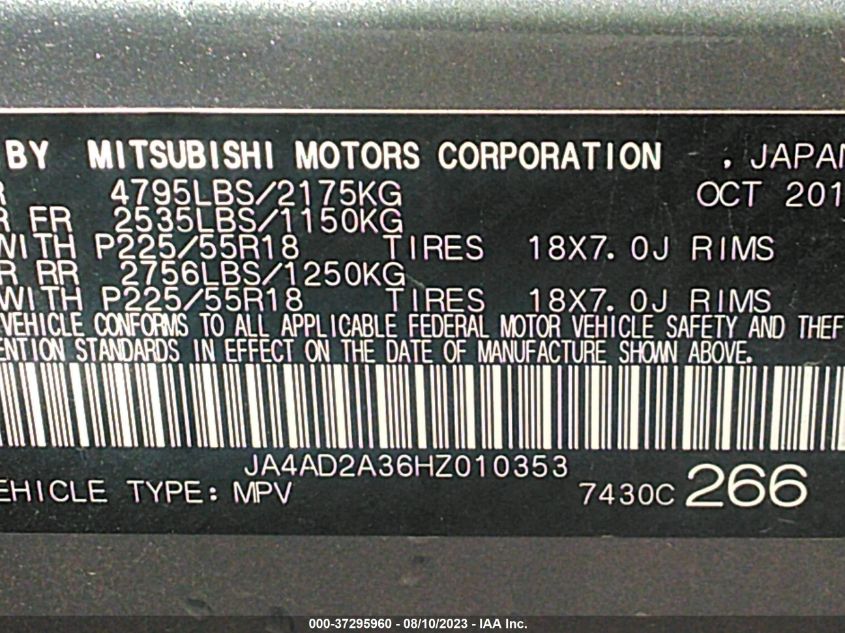 BY MITSUBISHI MOTORS CORPORATION , JAPAN
R 4795LBS/2175KG OCT 201
R FR 2535LBS/1150KG
WITH P225/55R18 TIRES 18X7.0J RIMS
R RR 2756LBS/1250KG
WITH P225/55R18 TIRES 18X7.0J RIMS
VEHICLE CONFORMS TO ALL APPLICABLE FEDERAL MOTOR VEHICLE SAFETY AND THEF
ENTION STANDARDS IN EFFECT ON THE DATE OF MANUFACTURE SHOWN ABOVE.
JA4AD2A36HZ010353
EHICLE TYPE: MPV 7430C 266
000-37295960 - 08/10/2023 - IAA Inc.